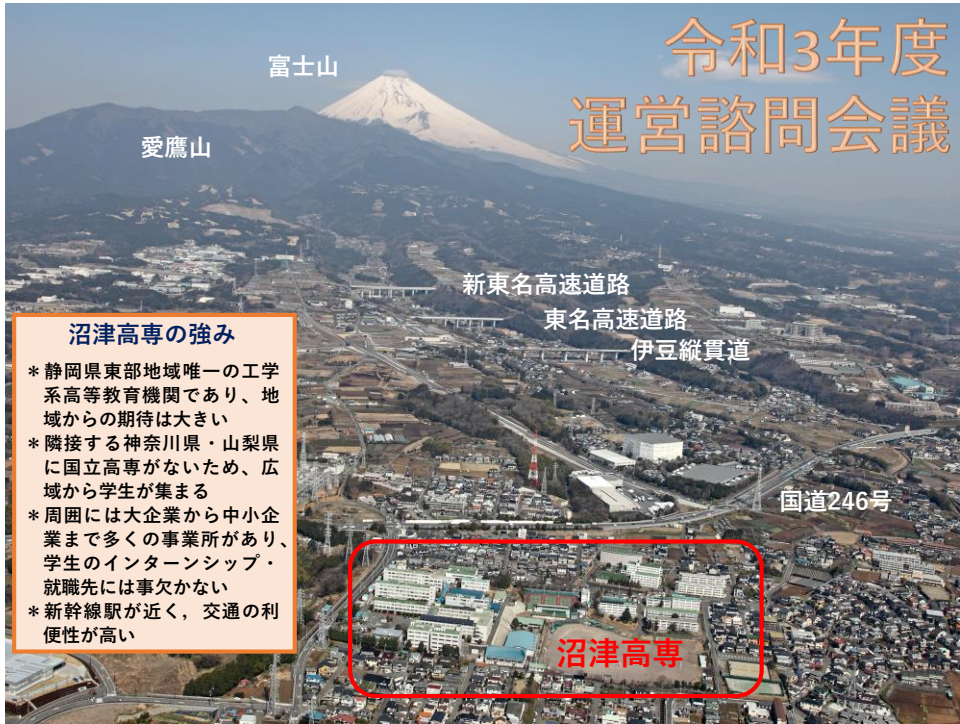 令和3年度
運営諮問会議
富士山
愛鷹山
新東名高速道路
東名高速道路
伊豆縦貫道
国道246号
沼津高専の強み
＊静岡県東部地域唯一の工学
系高等教育機関であり、地
域からの期待は大きい
＊隣接する神奈川県・山梨県
に国立高専がないため、広
域から学生が集まる
＊周囲には大企業から中小企
業まで多くの事業所があり、
学生のインターンシップ・
就職先には事欠かない
＊新幹線駅が近く，交通の利
便性が高い
沼津高専